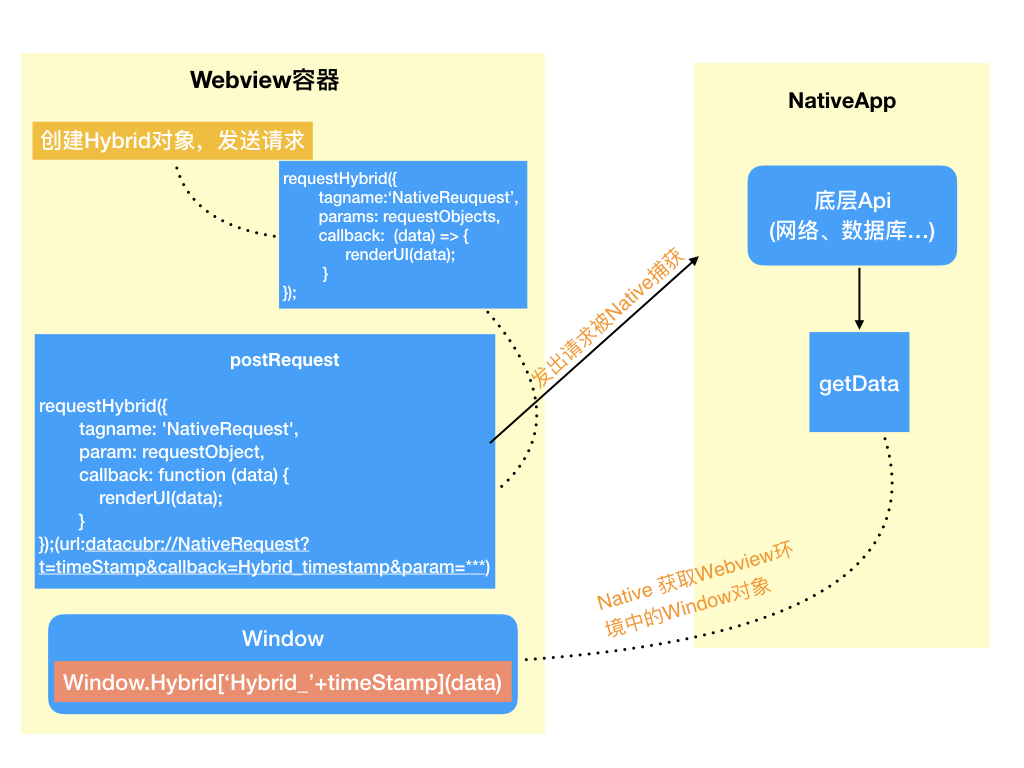 Webview容器
创建Hybrid对象，发送请求
requestHybrid({
tagname:‘NativeReuquest’,
params: requestObjects,
callback: (data) => {
renderUI(data);
}
});
postRequest
requestHybrid({
tagname: 'NativeRequest',
param: requestObject,
callback: function (data) {
renderUI(data);
}
});(url:datacubr://NativeRequest?
t=timeStamp&callback=Hybrid_timestamp&param=***)
Window
Window.Hybrid[‘Hybrid_’+timeStamp](data)
发出请求被Native捕获
Native 获取Webview环
境中的Window对象
NativeApp
底层Api
(网络、数据库…)
getData